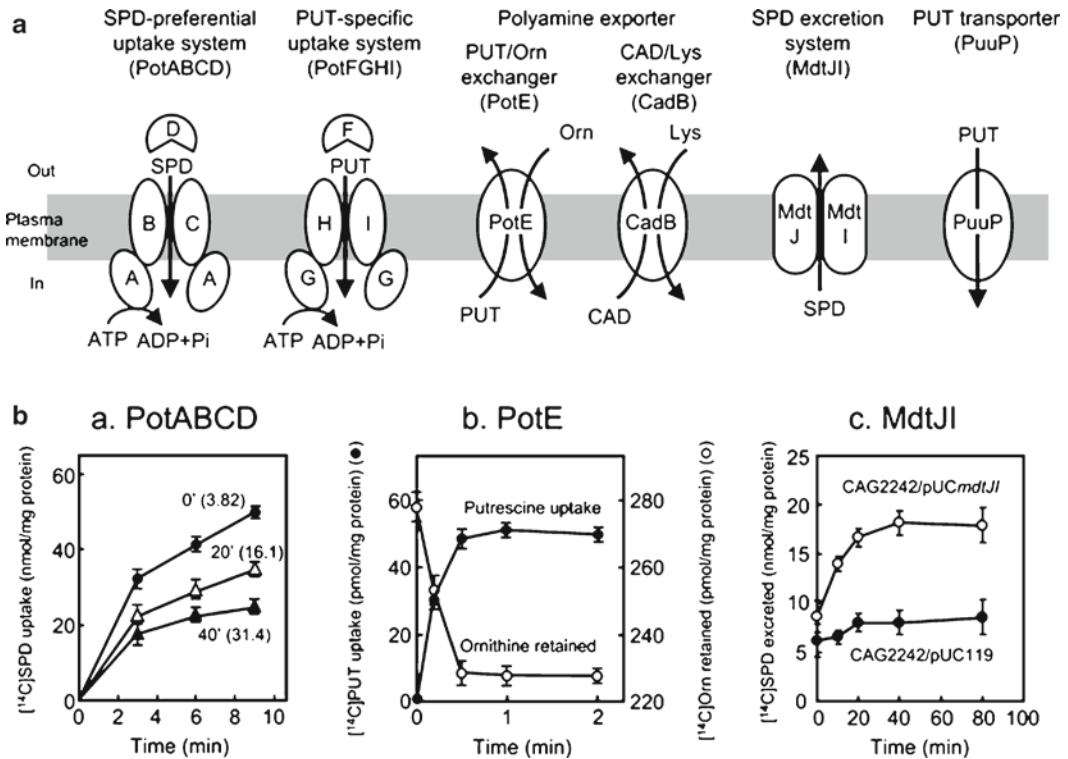 a
SPD-preferential
uptake system
(PotABCD)
PUT-specific
uptake system
(PotFGHI)
Polyamine exporter
PUT/Orn
exchanger
(PotE)
CAD/Lys
exchanger
(CadB)
SPD excretion
system
(MdtJI)
PUT transporter
(PuuP)
Out
Plasma
membrane
In
D
SPD
B C
A A
ATP ADP+Pi
F
PUT
H I
G G
ATP ADP+Pi
Orn
PotE
PUT
Lys
CadB
CAD
Mdt Mdt
J I
SPD
PUT
PuuP
b
a. PotABCD
[¹⁴C]SPD uptake (nmol/mg protein)
60
40
20
0
0' (3.82)
20' (16.1)
40' (31.4)
0 2 4 6 8 10
Time (min)
b. PotE
[¹⁴C]PUT uptake (pmol/mg protein) (●)
60
40
20
0
Putrescine uptake
Ornithine retained
280
260
240
220
[¹⁴C]Orn retained (pmol/mg protein) (○)
0 1 2
Time (min)
c. MdtJI
[¹⁴C]SPD excreted (nmol/mg protein)
25
20
15
10
5
0
CAG2242/pUCmdtJI
CAG2242/pUC119
0 20 40 60 80 100
Time (min)